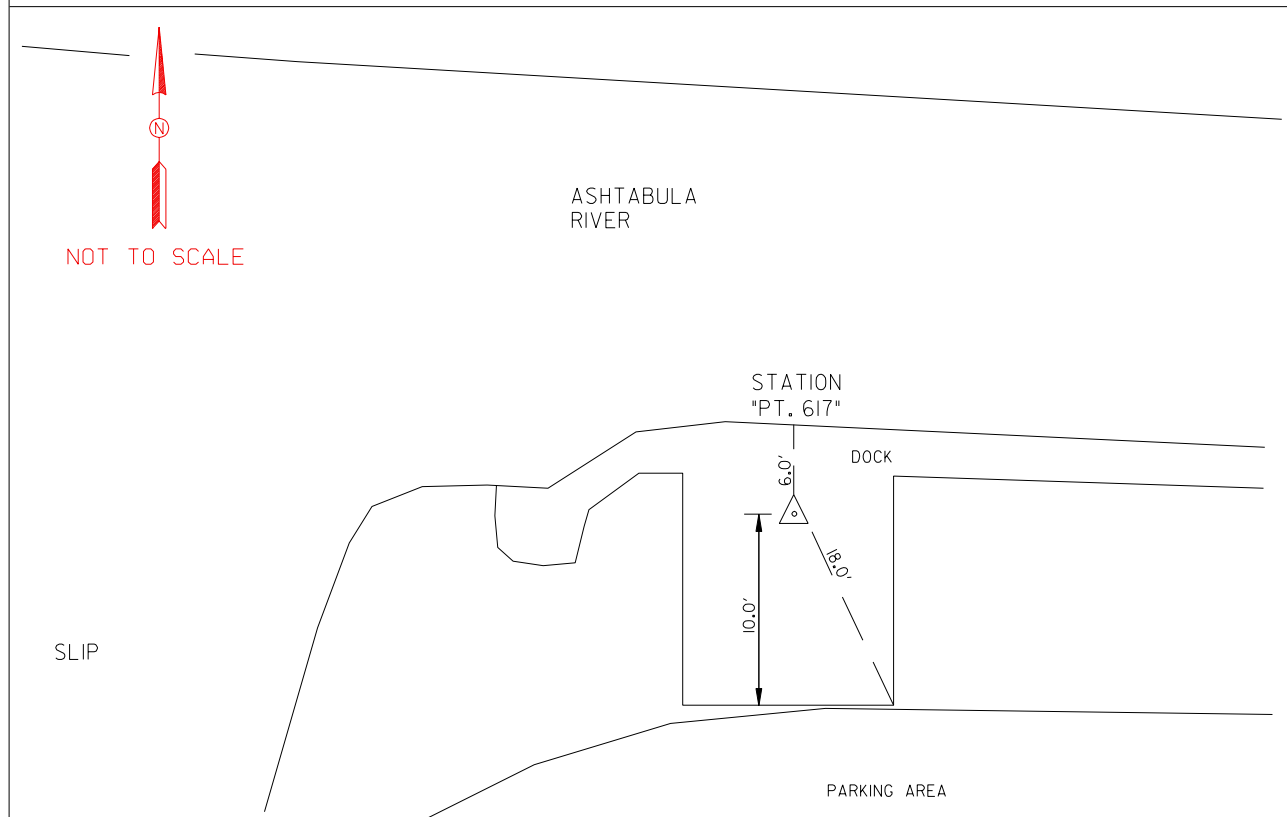 N
NOT TO SCALE
ASHTABULA
RIVER
STATION
"PT. 617"
DOCK
6.0'
18.0'
10.0'
SLIP
PARKING AREA